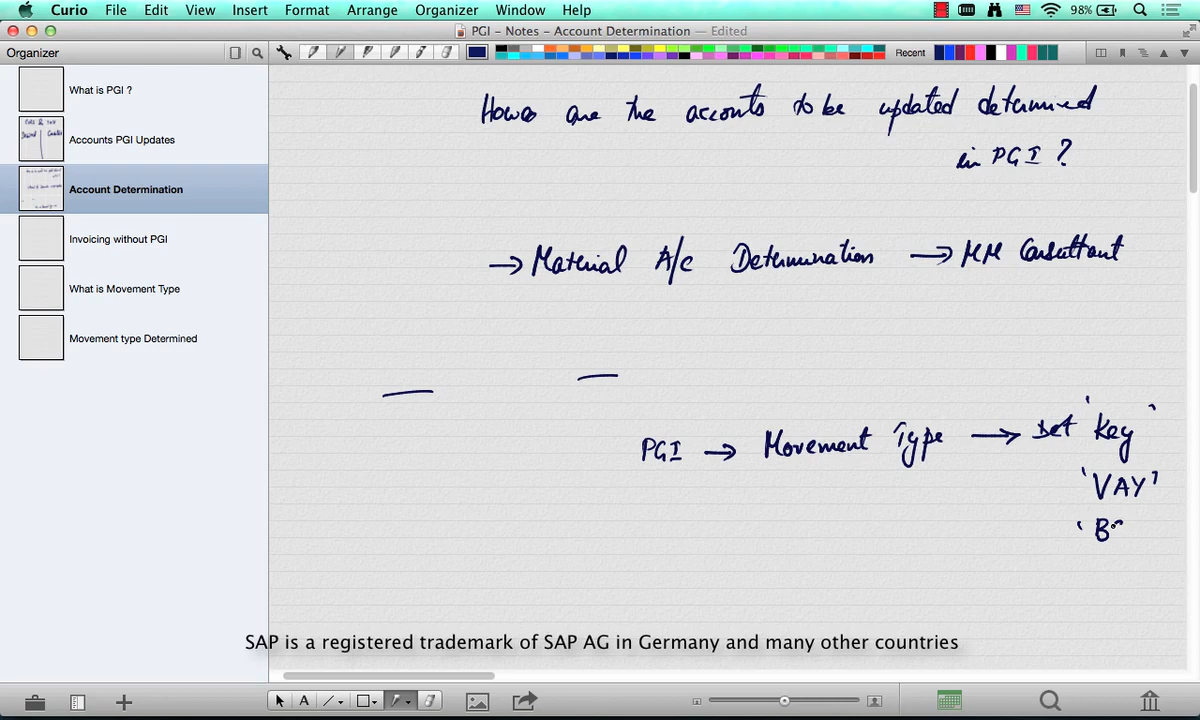 Curio File Edit View Insert Format Arrange Organizer Window Help 98%
PGI – Notes – Account Determination — Edited
Organizer
Recent
What is PGI ?
Accounts PGI Updates
Account Determination
Invoicing without PGI
What is Movement Type
Movement type Determined
are the accounts to be updated determined
in PGI ?
→ Material A/c Determination → MM Consultant
PGI → Movement Type → Det 'Key'
'VAY'
'B
SAP is a registered trademark of SAP AG in Germany and many other countries
A